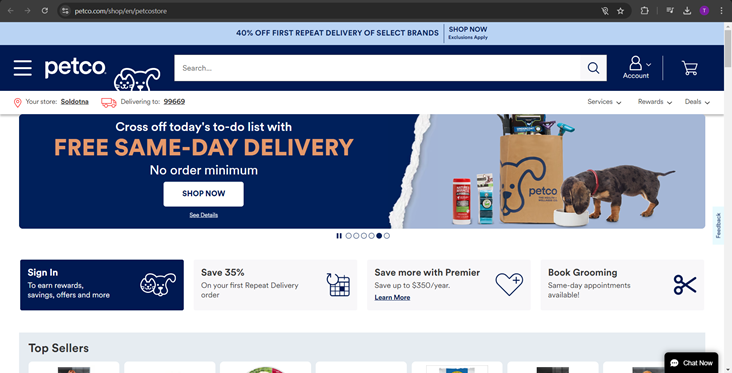 petco.com/shop/en/petcostore
T
40% OFF FIRST REPEAT DELIVERY OF SELECT BRANDS
SHOP NOW
Exclusions Apply
petco
Search...
Account
Your store: Soldotna
Delivering to: 99669
Services
Rewards
Deals
Cross off today's to-do list with
FREE SAME-DAY DELIVERY
No order minimum
SHOP NOW
See Details
petco
Feedback
Sign In
To earn rewards,
savings, offers and more
Save 35%
On your first Repeat Delivery
order
Save more with Premier
Save up to $350/year.
Learn More
Book Grooming
Same-day appointments
available!
Top Sellers
Chat Now